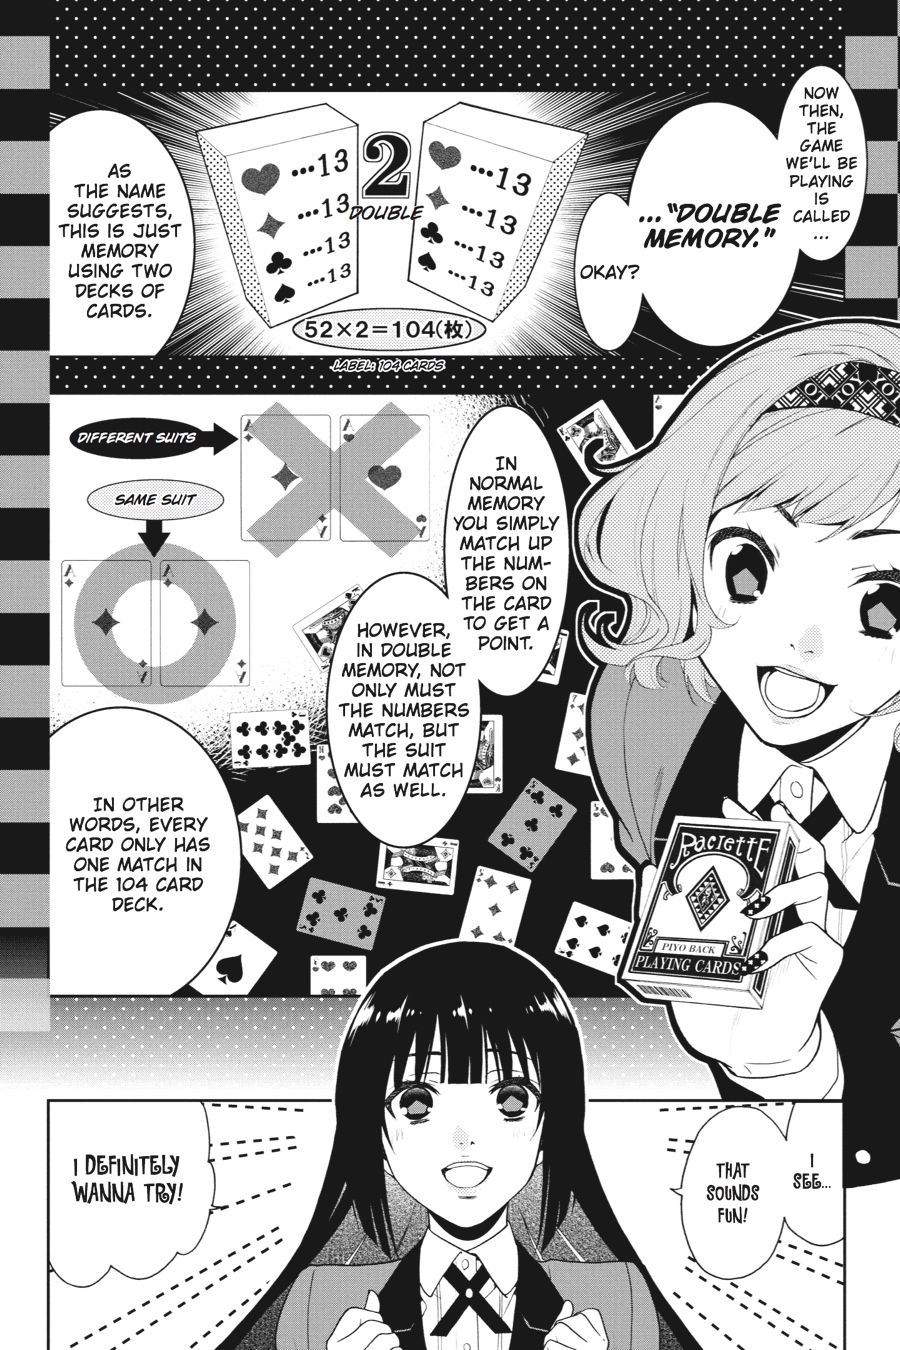 NOW
THEN,
THE
GAME
WE'LL BE
PLAYING
IS
CALLED
...
..."DOUBLE
MEMORY."
OKAY?
2
DOUBLE
...13
...13
...13
...13
...13
...13
...13
...13
52×2=104(枚)
LABEL: 104 CARDS
AS
THE NAME
SUGGESTS,
THIS IS JUST
MEMORY
USING TWO
DECKS OF
CARDS.
IN
NORMAL
MEMORY
YOU SIMPLY
MATCH UP
THE NUM-
BERS ON
THE CARD
TO GET A
POINT.
HOWEVER,
IN DOUBLE
MEMORY, NOT
ONLY MUST
THE NUMBERS
MATCH, BUT
THE SUIT
MUST MATCH
AS WELL.
DIFFERENT SUITS
A
A
A
A
SAME SUIT
A
A
A
A
IN OTHER
WORDS, EVERY
CARD ONLY HAS
ONE MATCH IN
THE 104 CARD
DECK.
Raclette
PIYO BACK
PLAYING CARDS
I
SEE...
THAT
SOUNDS
FUN!
I DEFINITELY
WANNA TRY!